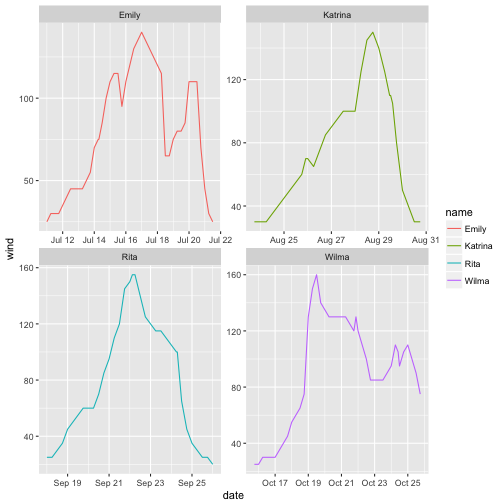 Emily
Katrina
100
50
Jul 12 Jul 14 Jul 16 Jul 18 Jul 20 Jul 22
120
80
40
Aug 25 Aug 27 Aug 29 Aug 31
wind
name
Emily
Katrina
Rita
Wilma
Rita
Wilma
160
120
80
40
Sep 19 Sep 21 Sep 23 Sep 25
160
120
80
40
Oct 17 Oct 19 Oct 21 Oct 23 Oct 25
date